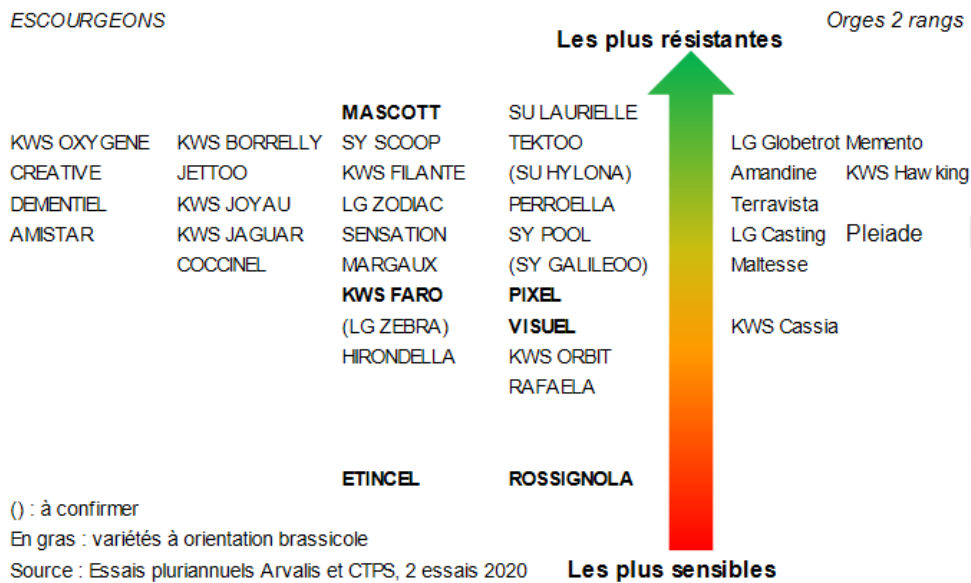 ESCOURGEONS Orges 2 rangs
Les plus résistantes
MASCOTT SU LAURIELLE
KWS OXYGENE KWS BORRELLY SY SCOOP TEKTOO LG Globetrot Memento
CREATIVE JETTOO KWS FILANTE (SU HYLONA) Amandine KWS Hawking
DEMENTIEL KWS JOYAU LG ZODIAC PERROELLA Terravista
AMISTAR KWS JAGUAR SENSATION SY POOL LG Casting Pleiade
COCCINEL MARGAUX (SY GALILEOO) Maltesse
KWS FARO PIXEL
(LG ZEBRA) VISUEL KWS Cassia
HIRONDELLA KWS ORBIT
RAFAELA
ETINCEL ROSSIGNOLA
() : à confirmer
En gras : variétés à orientation brassicole
Source : Essais pluriannuels Arvalis et CTPS, 2 essais 2020 Les plus sensibles